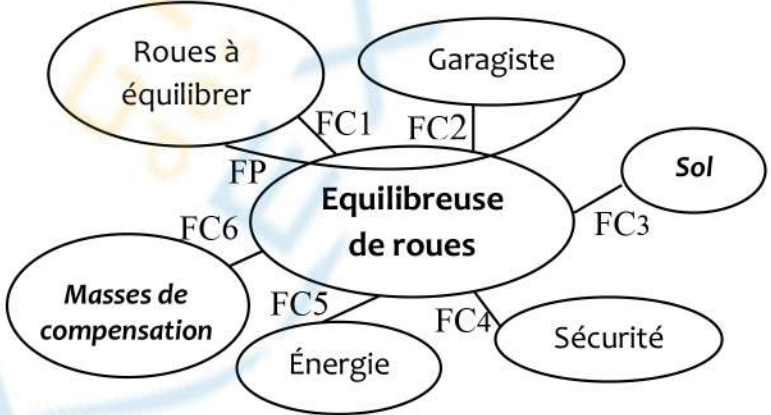 Roues à
équilibrer
Garagiste
FC1
FC2
FP
Sol
Equilibreuse
de roues
FC3
FC6
Masses de
compensation
FC5
FC4
Énergie
Sécurité